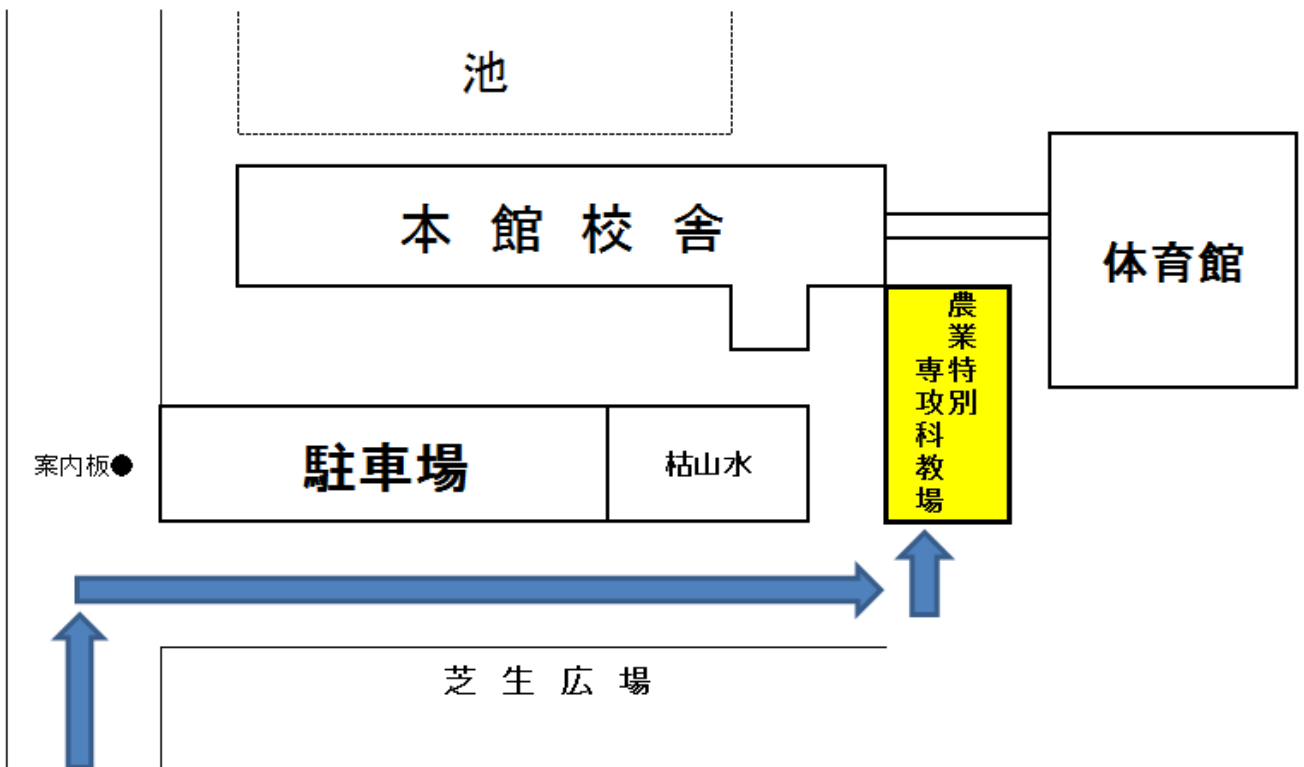 池
本館校舎
体育館
農業特別
専攻科教場
駐車場
枯山水
案内板●
芝生広場